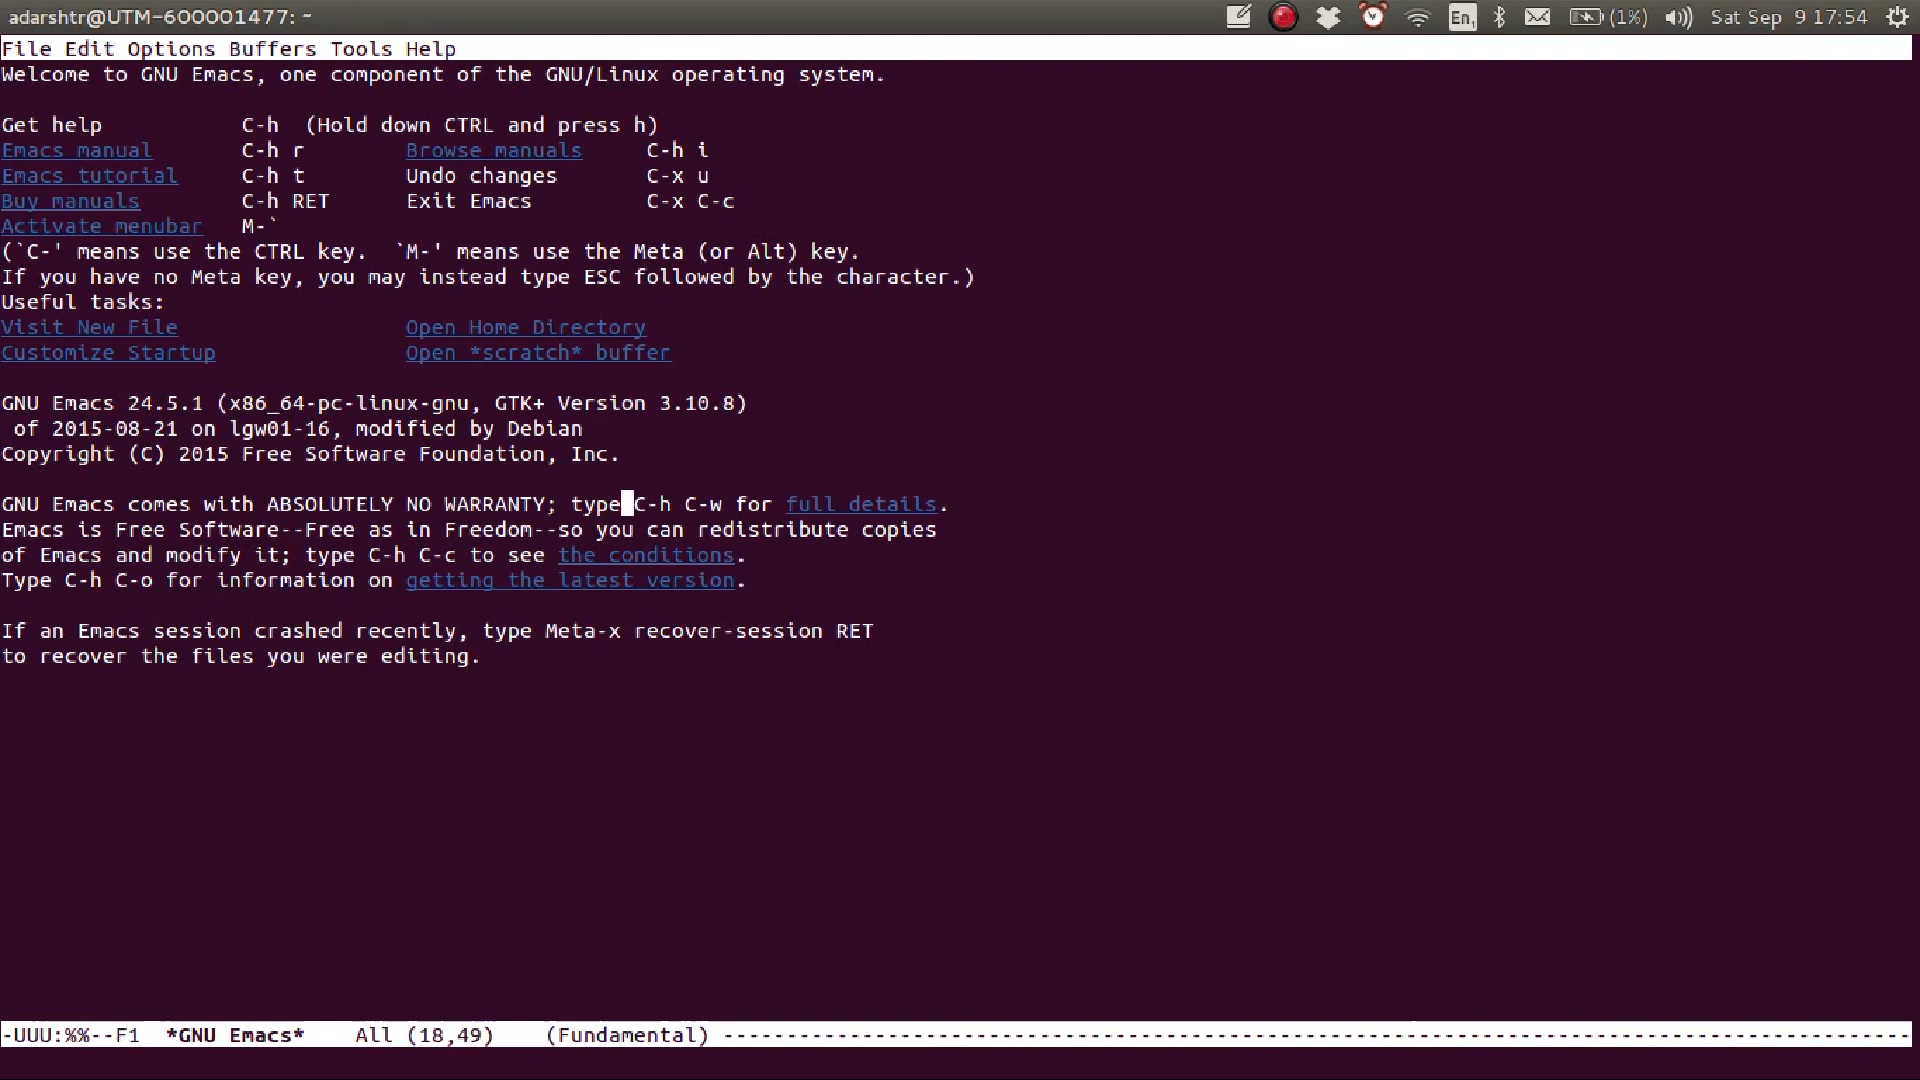 adarshtr@UTM-600001477: ~ En1 (1%) Sat Sep 9 17:54
File Edit Options Buffers Tools Help
Welcome to GNU Emacs, one component of the GNU/Linux operating system.
Get help C-h (Hold down CTRL and press h)
Emacs manual C-h r Browse manuals C-h i
Emacs tutorial C-h t Undo changes C-x u
Buy manuals C-h RET Exit Emacs C-x C-c
Activate menubar M-`
(`C-' means use the CTRL key. `M-' means use the Meta (or Alt) key.
If you have no Meta key, you may instead type ESC followed by the character.)
Useful tasks:
Visit New File Open Home Directory
Customize Startup Open *scratch* buffer
GNU Emacs 24.5.1 (x86_64-pc-linux-gnu, GTK+ Version 3.10.8)
of 2015-08-21 on lgw01-16, modified by Debian
Copyright (C) 2015 Free Software Foundation, Inc.
GNU Emacs comes with ABSOLUTELY NO WARRANTY; type C-h C-w for full details.
Emacs is Free Software--Free as in Freedom--so you can redistribute copies
of Emacs and modify it; type C-h C-c to see the conditions.
Type C-h C-o for information on getting the latest version.
If an Emacs session crashed recently, type Meta-x recover-session RET
to recover the files you were editing.
-UUU:%%--F1 *GNU Emacs* All (18,49) (Fundamental) ----------------------------------------------------------------------------------------------